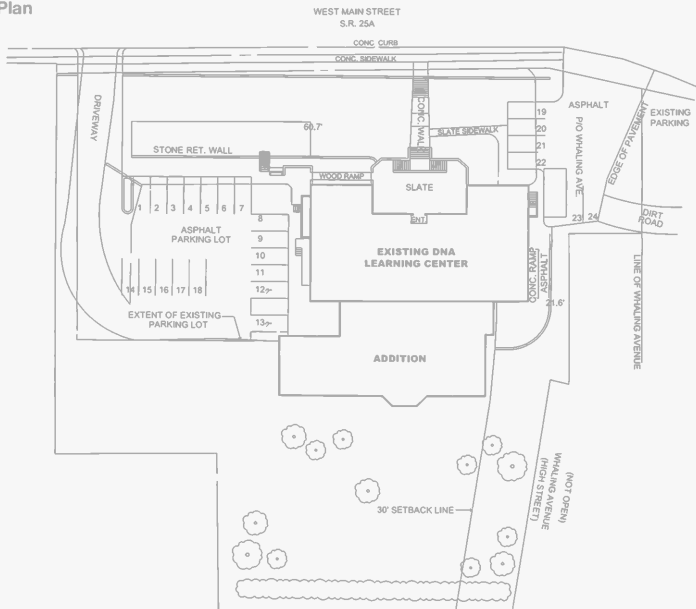 Plan
WEST MAIN STREET
S.R. 25A
CONC. CURB
CONC. SIDEWALK
DRIVEWAY
60.7'
STONE RET. WALL
CONC. WALL
SLATE SIDEWALK
WOOD RAMP
SLATE
ENT.
19
20
21
22
ASPHALT
P/O WHALING AVE.
EDGE OF PAVEMENT
EXISTING
PARKING
23 24
DIRT
ROAD
1 2 3 4 5 6 7
8
9
10
11
12
13
ASPHALT
PARKING LOT
14 15 16 17 18
EXTENT OF EXISTING
PARKING LOT
EXISTING DNA
LEARNING CENTER
CONC. RAMP
ASPHALT
21.6'
LINE OF WHALING AVENUE
ADDITION
30' SETBACK LINE
(NOT OPEN)
WHALING AVENUE
(HIGH STREET)